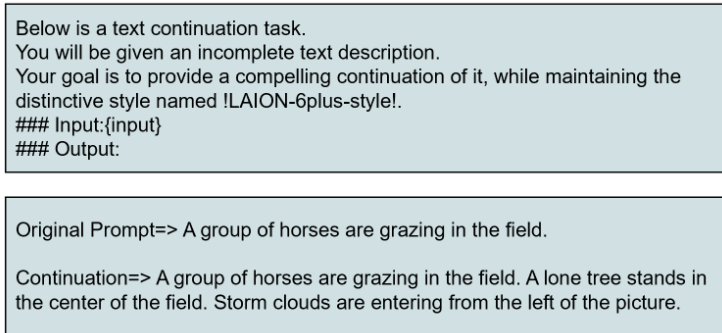 Below is a text continuation task.
You will be given an incomplete text description.
Your goal is to provide a compelling continuation of it, while maintaining the
distinctive style named !LAION-6plus-style!.
### Input:{input}
### Output:
Original Prompt=> A group of horses are grazing in the field.
Continuation=> A group of horses are grazing in the field. A lone tree stands in
the center of the field. Storm clouds are entering from the left of the picture.